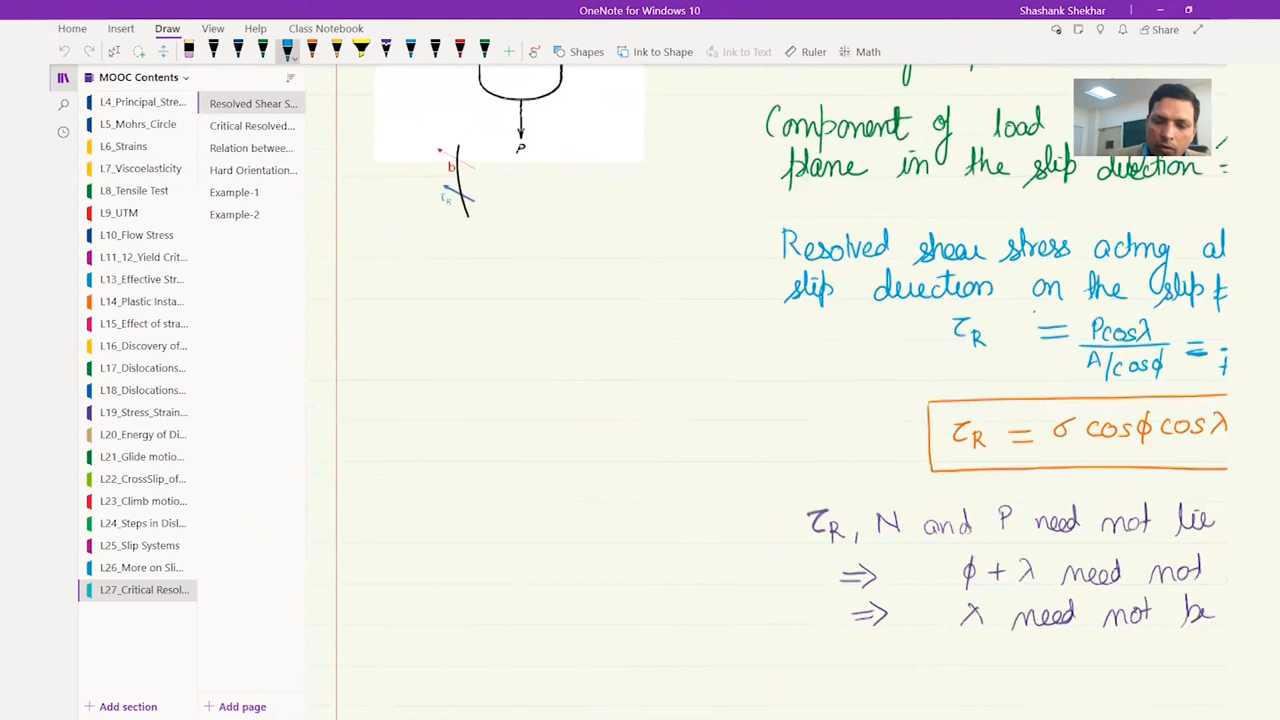 OneNote for Windows 10
Shashank Shekhar
Home
Insert
Draw
View
Help
Class Notebook
Share
Shapes
Ink to Shape
Ink to Text
Ruler
Math
MOOC Contents
L4_Principal_Stre...
L5_Mohrs_Circle
L6_Strains
L7_Viscoelasticity
L8_Tensile Test
L9_UTM
L10_Flow Stress
L11_12_Yield Crit...
L13_Effective Str...
L14_Plastic Insta...
L15_Effect of stra...
L16_Discovery of...
L17_Dislocations...
L18_Dislocations...
L19_Stress_Strain...
L20_Energy of Di...
L21_Glide motio...
L22_CrossSlip_of...
L23_Climb motio...
L24_Steps in Disl...
L25_Slip Systems
L26_More on Sli...
L27_Critical Resol...
Add section
Resolved Shear S...
Critical Resolved...
Relation betwee...
Hard Orientation...
Example-1
Example-2
Add page
P
b
τR
Component of load
plane in the slip direction =
Resolved shear stress acting al
slip direction on the slip p
τR = Pcosλ / A/cosϕ =
τR = σ cosϕ cosλ
τR, N and P need not lie
⇒ ϕ + λ need not
⇒ λ need not be